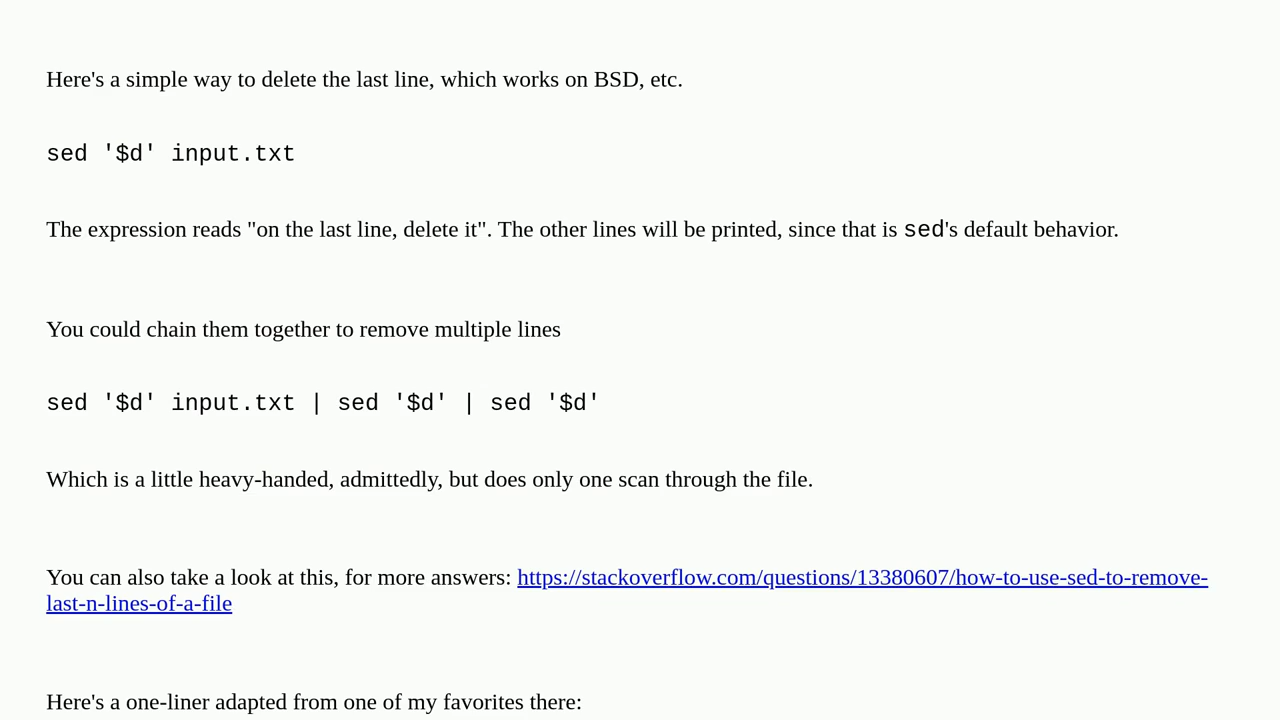 Here's a simple way to delete the last line, which works on BSD, etc.
sed '$d' input.txt
The expression reads "on the last line, delete it". The other lines will be printed, since that is sed's default behavior.
You could chain them together to remove multiple lines
sed '$d' input.txt | sed '$d' | sed '$d'
Which is a little heavy-handed, admittedly, but does only one scan through the file.
You can also take a look at this, for more answers: https://stackoverflow.com/questions/13380607/how-to-use-sed-to-remove-
last-n-lines-of-a-file
Here's a one-liner adapted from one of my favorites there: